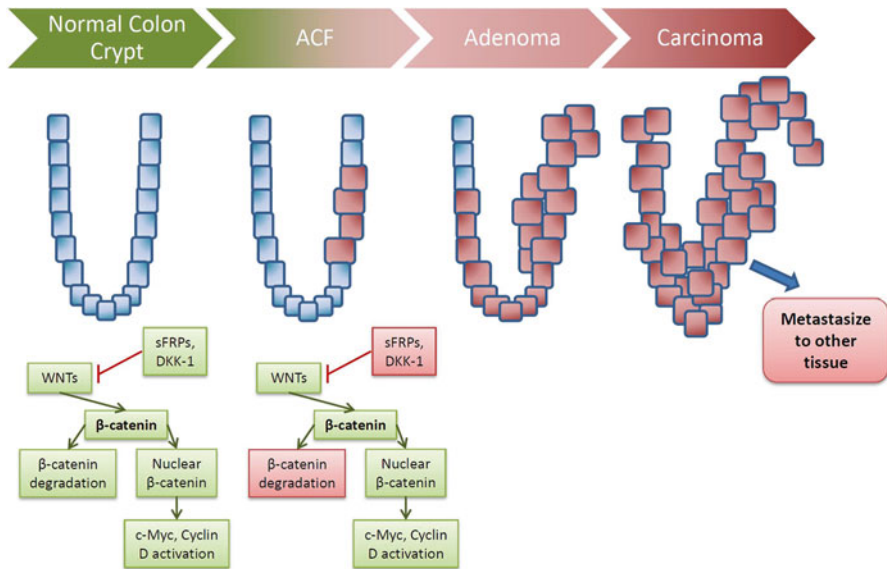 Normal Colon
Crypt
ACF
Adenoma
Carcinoma
Metastasize
to other
tissue
sFRPs,
DKK-1
WNTs
β-catenin
β-catenin
degradation
Nuclear
β-catenin
c-Myc, Cyclin
D activation
sFRPs,
DKK-1
WNTs
β-catenin
β-catenin
degradation
Nuclear
β-catenin
c-Myc, Cyclin
D activation